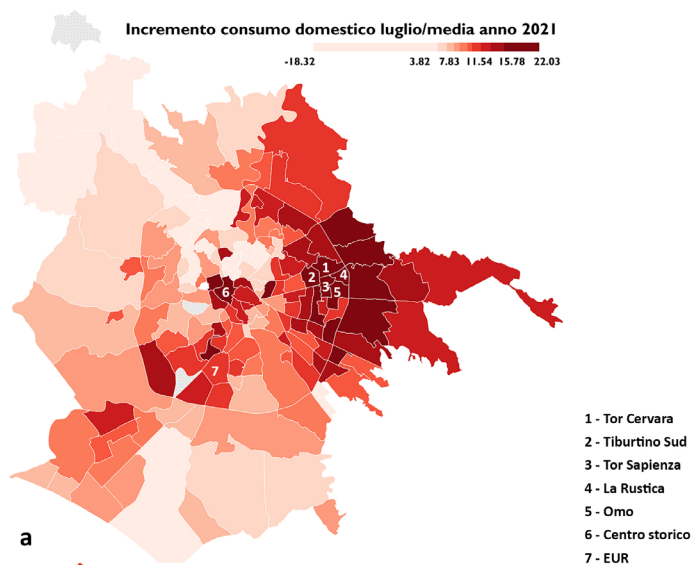 Incremento consumo domestico luglio/media anno 2021
-18.32 3.82 7.83 11.54 15.78 22.03
1
2
4
3
5
6
7
1 - Tor Cervara
2 - Tiburtino Sud
3 - Tor Sapienza
4 - La Rustica
5 - Omo
6 - Centro storico
7 - EUR
a